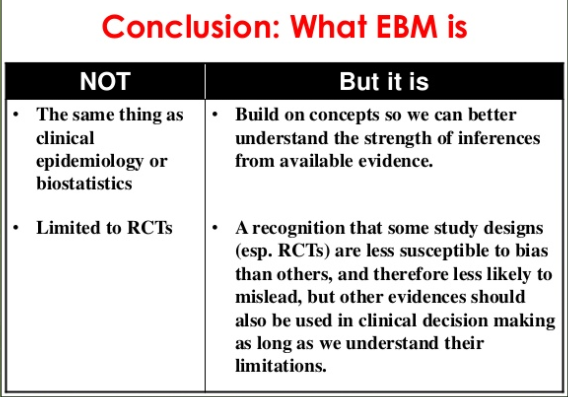 Conclusion: What EBM is
NOT
But it is
• The same thing as
clinical
epidemiology or
biostatistics
• Build on concepts so we can better
understand the strength of inferences
from available evidence.
• Limited to RCTs
• A recognition that some study designs
(esp. RCTs) are less susceptible to bias
than others, and therefore less likely to
mislead, but other evidences should
also be used in clinical decision making
as long as we understand their
limitations.